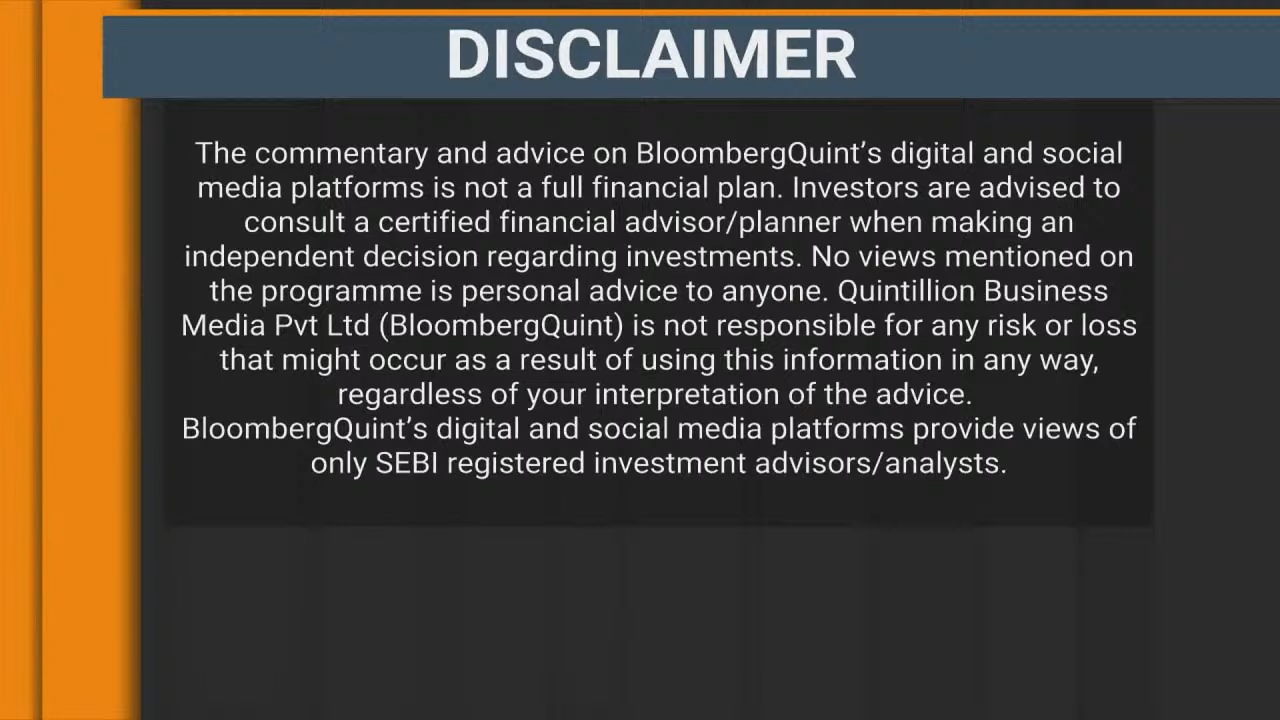 DISCLAIMER
The commentary and advice on BloombergQuint's digital and social
media platforms is not a full financial plan. Investors are advised to
consult a certified financial advisor/planner when making an
independent decision regarding investments. No views mentioned on
the programme is personal advice to anyone. Quintillion Business
Media Pvt Ltd (BloombergQuint) is not responsible for any risk or loss
that might occur as a result of using this information in any way,
regardless of your interpretation of the advice.
BloombergQuint's digital and social media platforms provide views of
only SEBI registered investment advisors/analysts.